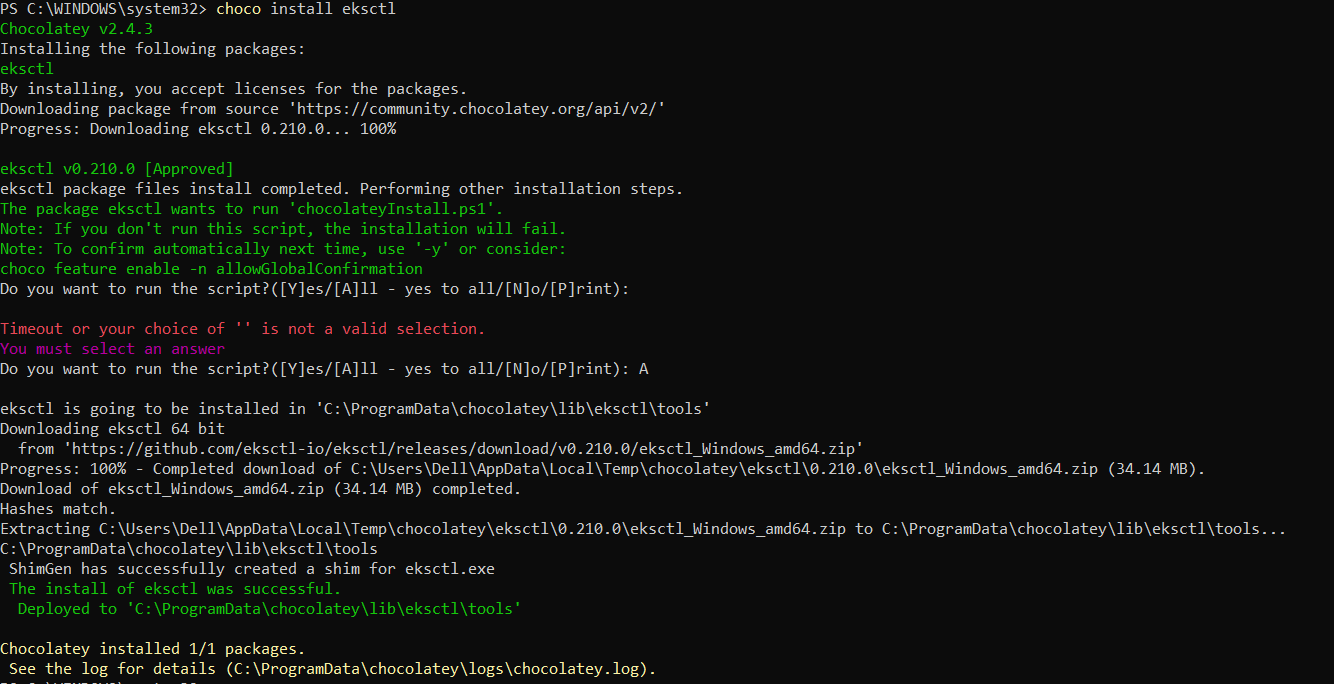 PS C:\WINDOWS\system32> choco install eksctl
Chocolatey v2.4.3
Installing the following packages:
eksctl
By installing, you accept licenses for the packages.
Downloading package from source 'https://community.chocolatey.org/api/v2/'
Progress: Downloading eksctl 0.210.0... 100%
eksctl v0.210.0 [Approved]
eksctl package files install completed. Performing other installation steps.
The package eksctl wants to run 'chocolateyInstall.ps1'.
Note: If you don't run this script, the installation will fail.
Note: To confirm automatically next time, use '-y' or consider:
choco feature enable -n allowGlobalConfirmation
Do you want to run the script?([Y]es/[A]ll - yes to all/[N]o/[P]rint):
Timeout or your choice of '' is not a valid selection.
You must select an answer
Do you want to run the script?([Y]es/[A]ll - yes to all/[N]o/[P]rint): A
eksctl is going to be installed in 'C:\ProgramData\chocolatey\lib\eksctl\tools'
Downloading eksctl 64 bit
  from 'https://github.com/eksctl-io/eksctl/releases/download/v0.210.0/eksctl_Windows_amd64.zip'
Progress: 100% - Completed download of C:\Users\Dell\AppData\Local\Temp\chocolatey\eksctl\0.210.0\eksctl_Windows_amd64.zip (34.14 MB).
Download of eksctl_Windows_amd64.zip (34.14 MB) completed.
Hashes match.
Extracting C:\Users\Dell\AppData\Local\Temp\chocolatey\eksctl\0.210.0\eksctl_Windows_amd64.zip to C:\ProgramData\chocolatey\lib\eksctl\tools...
C:\ProgramData\chocolatey\lib\eksctl\tools
 ShimGen has successfully created a shim for eksctl.exe
 The install of eksctl was successful.
  Deployed to 'C:\ProgramData\chocolatey\lib\eksctl\tools'
Chocolatey installed 1/1 packages.
 See the log for details (C:\ProgramData\chocolatey\logs\chocolatey.log).